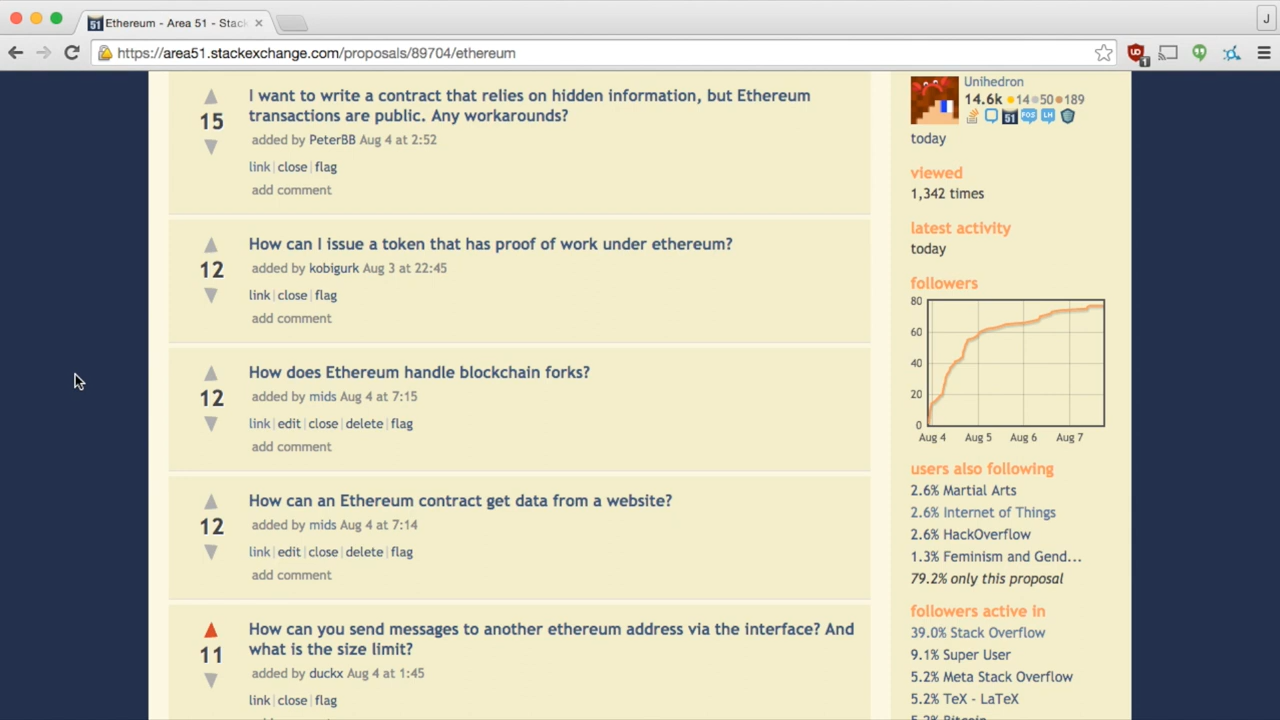 51 Ethereum - Area 51 - Stac
J
https://area51.stackexchange.com/proposals/89704/ethereum
1
15
I want to write a contract that relies on hidden information, but Ethereum
transactions are public. Any workarounds?
added by PeterBB Aug 4 at 2:52
link | close | flag
add comment
12
How can I issue a token that has proof of work under ethereum?
added by kobigurk Aug 3 at 22:45
link | close | flag
add comment
12
How does Ethereum handle blockchain forks?
added by mids Aug 4 at 7:15
link | edit | close | delete | flag
add comment
12
How can an Ethereum contract get data from a website?
added by mids Aug 4 at 7:14
link | edit | close | delete | flag
add comment
11
How can you send messages to another ethereum address via the interface? And
what is the size limit?
added by duckx Aug 4 at 1:45
link | close | flag
Unihedron
14.6k 14 50 189
51 FOS LH
today
viewed
1,342 times
latest activity
today
followers
80
60
40
20
0
Aug 4 Aug 5 Aug 6 Aug 7
users also following
2.6% Martial Arts
2.6% Internet of Things
2.6% HackOverflow
1.3% Feminism and Gend...
79.2% only this proposal
followers active in
39.0% Stack Overflow
9.1% Super User
5.2% Meta Stack Overflow
5.2% TeX - LaTeX
5.2% Bitcoin